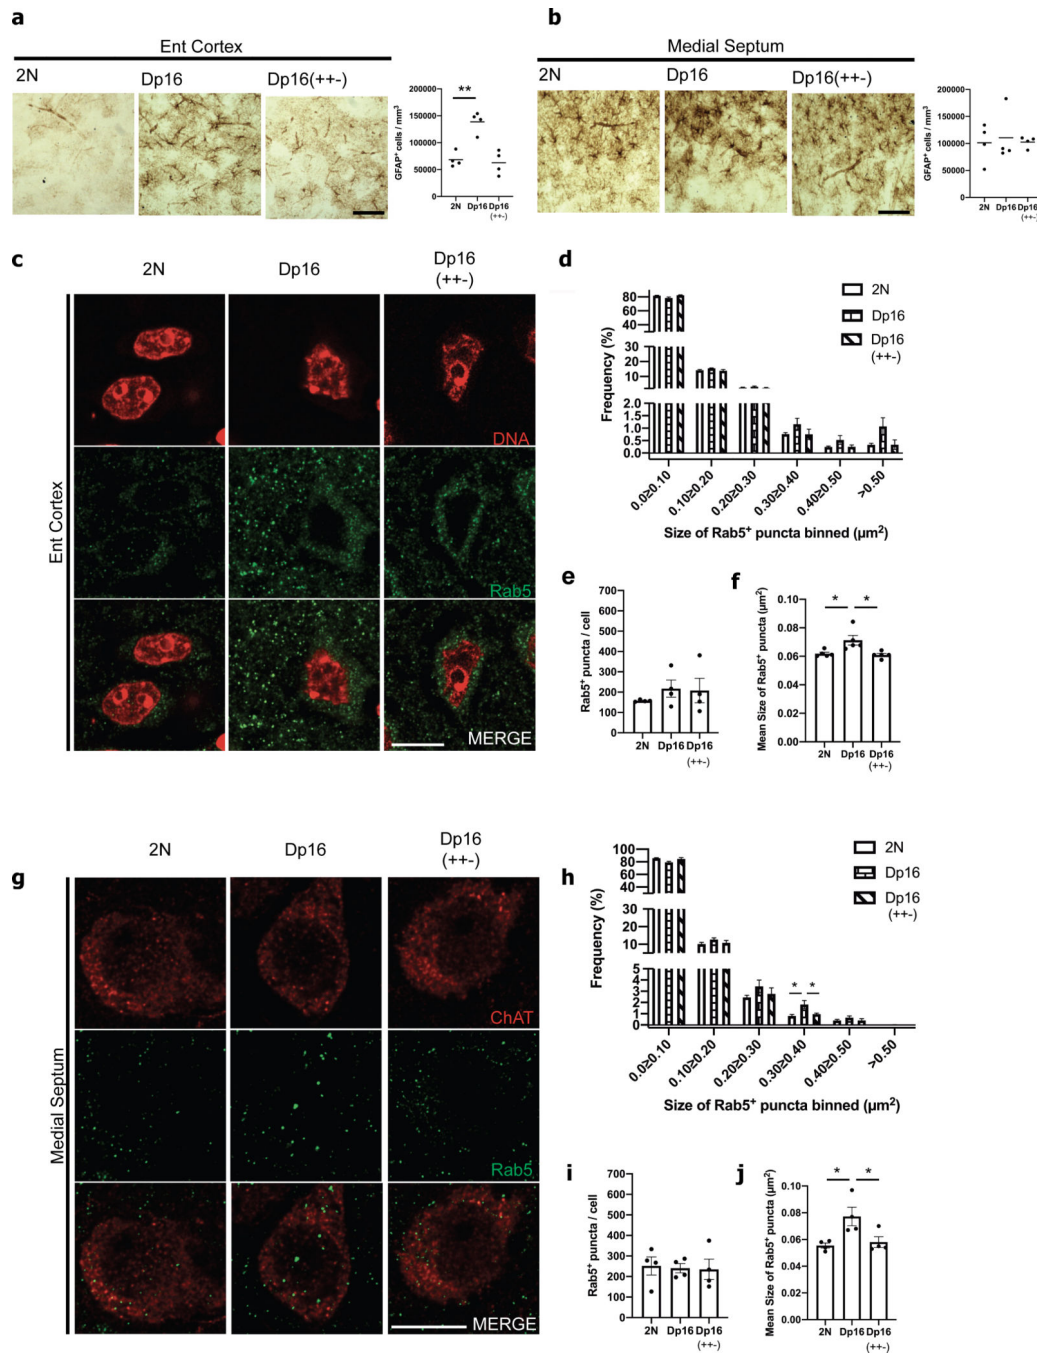 a
Ent Cortex
2N
Dp16
Dp16(++-)
GFAP⁺ cells / mm³
200000
150000
100000
50000
0
**
2N
Dp16
Dp16
(++-)
b
Medial Septum
2N
Dp16
Dp16(++-)
GFAP⁺ cells / mm³
200000
150000
100000
50000
0
2N
Dp16
Dp16
(++-)
c
2N
Dp16
Dp16
(++-)
Ent Cortex
DNA
Rab5
MERGE
d
Frequency (%)
80
60
40
30
20
10
2.0
1.5
1.0
0.5
0.0
2N
Dp16
Dp16
(++-)
0.0≥0.10
0.10≥0.20
0.20≥0.30
0.30≥0.40
0.40≥0.50
>0.50
Size of Rab5⁺ puncta binned (µm²)
e
Rab5⁺ puncta / cell
700
600
500
400
300
200
100
0
2N
Dp16
Dp16
(++-)
f
Mean Size of Rab5⁺ puncta (µm²)
0.10
0.08
0.06
0.04
0.02
0.00
*
*
2N
Dp16
Dp16
(++-)
g
2N
Dp16
Dp16
(++-)
Medial Septum
ChAT
Rab5
MERGE
h
Frequency (%)
100
80
60
40
30
20
10
5
4
3
2
1
0
*
*
2N
Dp16
Dp16
(++-)
0.0≥0.10
0.10≥0.20
0.20≥0.30
0.30≥0.40
0.40≥0.50
>0.50
Size of Rab5⁺ puncta binned (µm²)
i
Rab5⁺ puncta / cell
700
600
500
400
300
200
100
0
2N
Dp16
Dp16
(++-)
j
Mean Size of Rab5⁺ puncta (µm²)
0.10
0.08
0.06
0.04
0.02
0.00
*
*
2N
Dp16
Dp16
(++-)